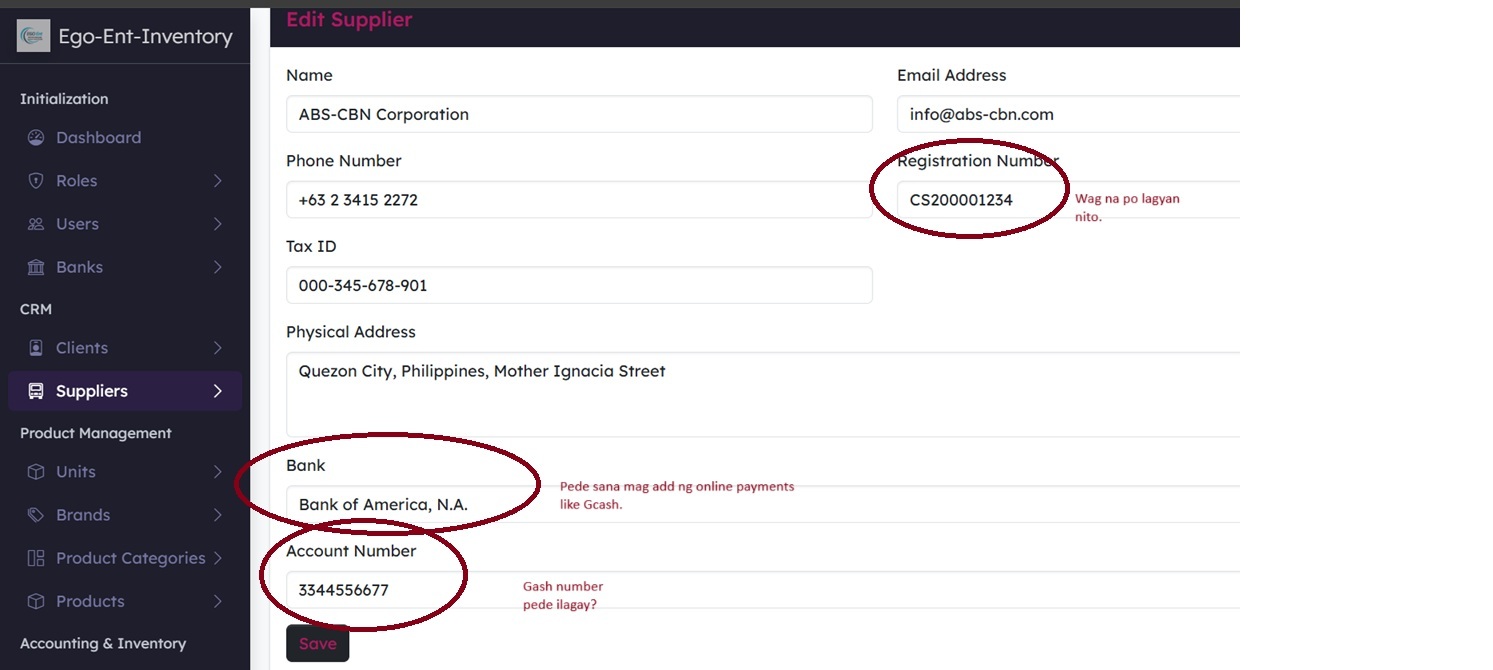 Ego-Ent-Inventory
Initialization
Dashboard
Roles
Users
Banks
CRM
Clients
Suppliers
Product Management
Units
Brands
Product Categories
Products
Accounting & Inventory
Edit Supplier
Name
ABS-CBN Corporation
Email Address
info@abs-cbn.com
Phone Number
+63 2 3415 2272
Registration Number
CS200001234
Wag na po lagyan
nito.
Tax ID
000-345-678-901
Physical Address
Quezon City, Philippines, Mother Ignacia Street
Bank
Bank of America, N.A.
Pede sana mag add ng online payments
like Gcash.
Account Number
3344556677
Gash number
pede ilagay?
Save